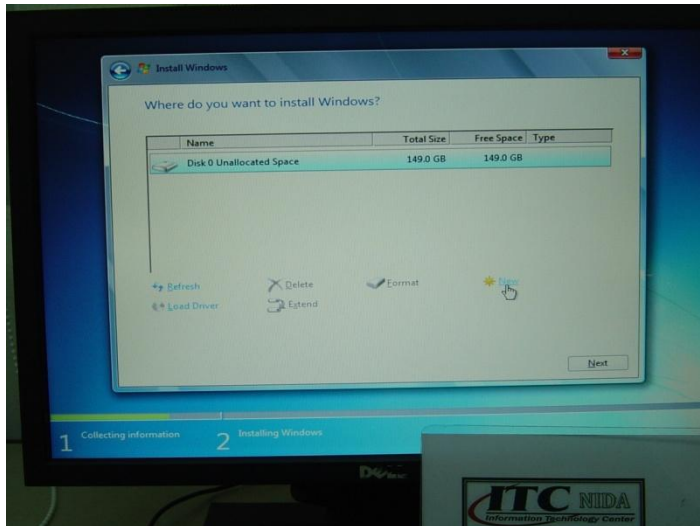 Install Windows
Where do you want to install Windows?
Name Total Size Free Space Type
Disk 0 Unallocated Space 149.0 GB 149.0 GB
Refresh Delete Format New
Load Driver Extend
Next
1 Collecting information 2 Installing Windows
ITC NIDA
Information Technology Center